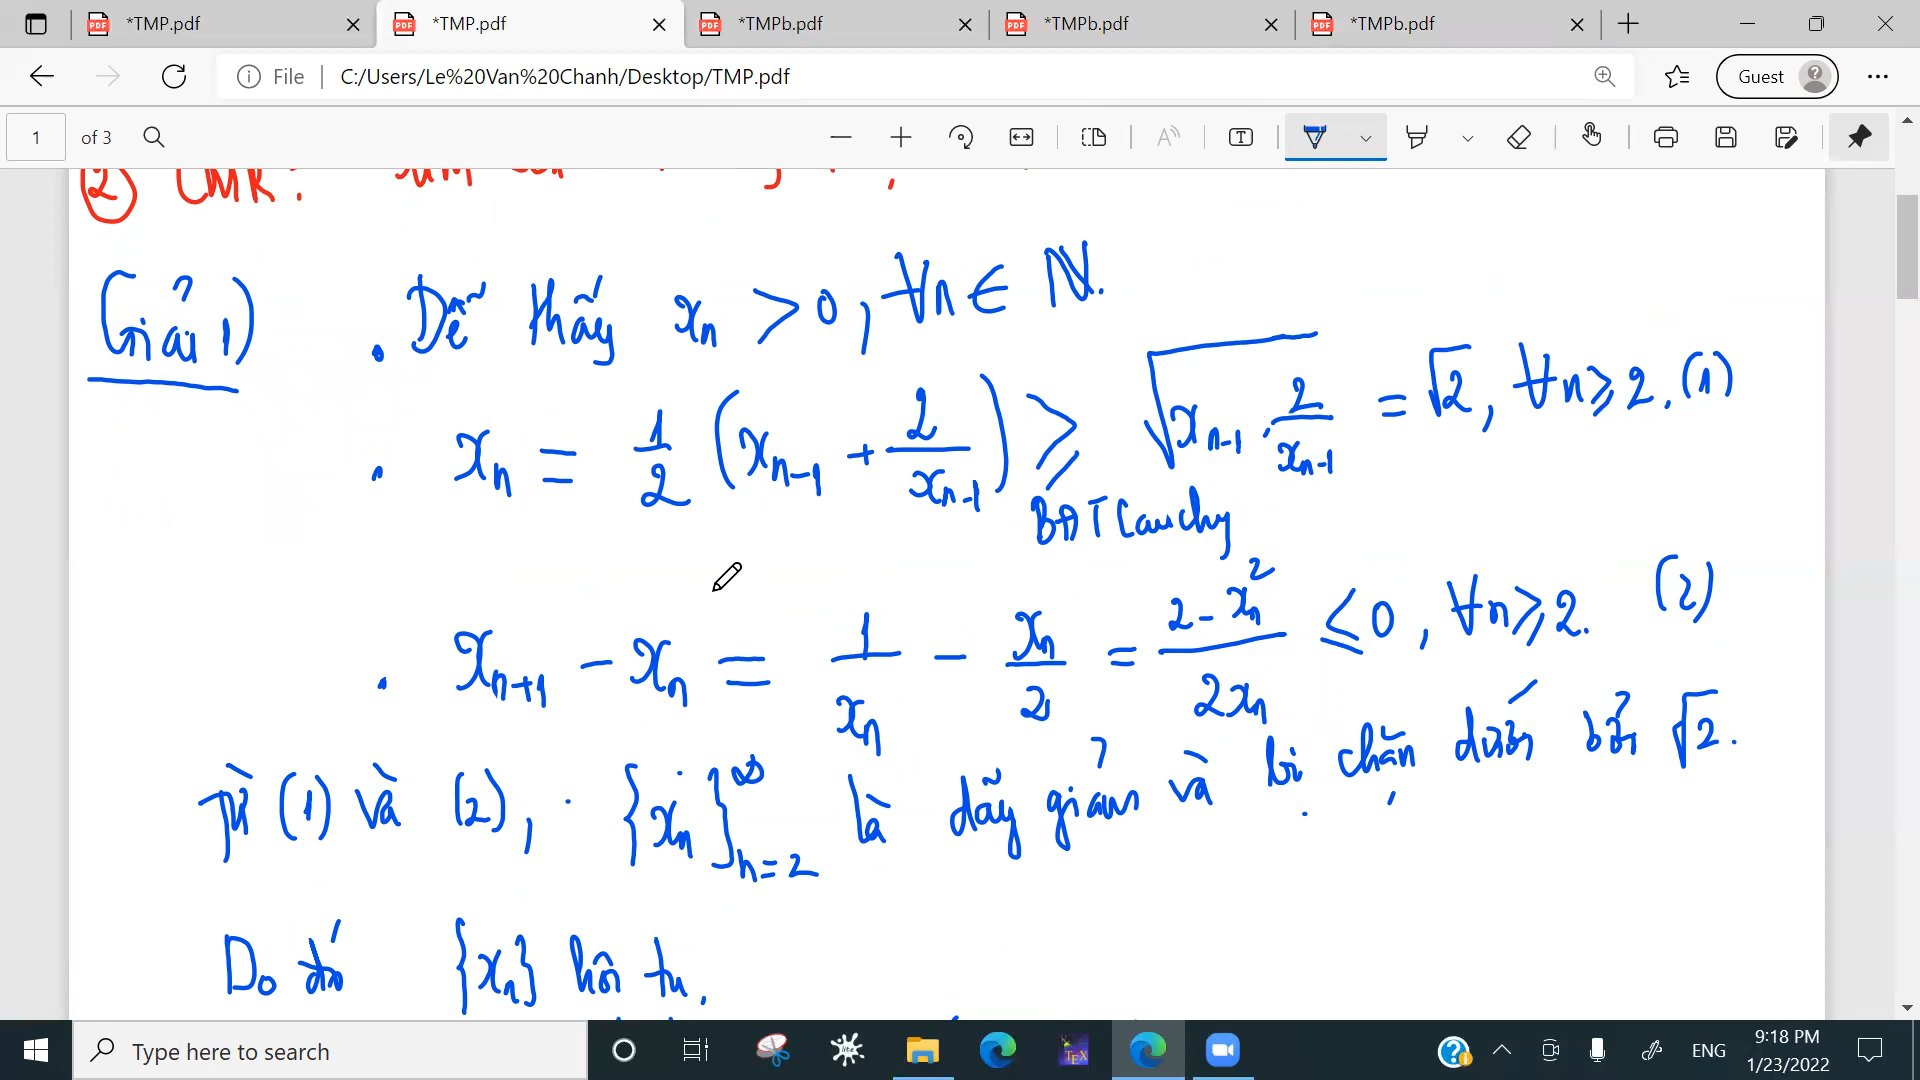 *TMP.pdf *TMP.pdf *TMPb.pdf *TMPb.pdf *TMPb.pdf
File C:/Users/Le%20Van%20Chanh/Desktop/TMP.pdf Guest
1 of 3
② CMR:
Giải 1) . Dễ thấy xₙ > 0, ∀n ∈ ℕ.
. xₙ = 1/2 (xₙ₋₁ + 2/xₙ₋₁) ≥ √(xₙ₋₁ . 2/xₙ₋₁) = √2, ∀n ≥ 2. (1)
BĐT Cauchy
. xₙ₊₁ − xₙ = 1/xₙ − xₙ/2 = (2 − xₙ²)/(2xₙ) ≤ 0, ∀n ≥ 2. (2)
Từ (1) và (2), {xₙ}_{n=2}^∞ là dãy giảm và bị chặn dưới bởi √2.
Do đó {xₙ} hội tụ.
Type here to search
ENG
9:18 PM
1/23/2022